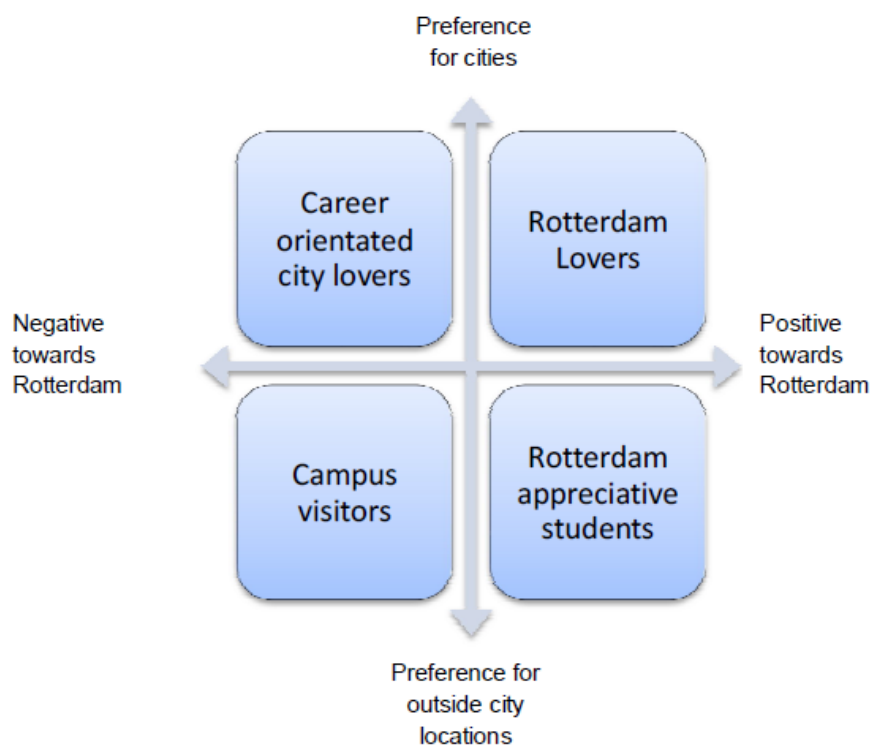 Preference
for cities
Career
orientated
city lovers
Rotterdam
Lovers
Negative
towards
Rotterdam
Positive
towards
Rotterdam
Campus
visitors
Rotterdam
appreciative
students
Preference for
outside city
locations